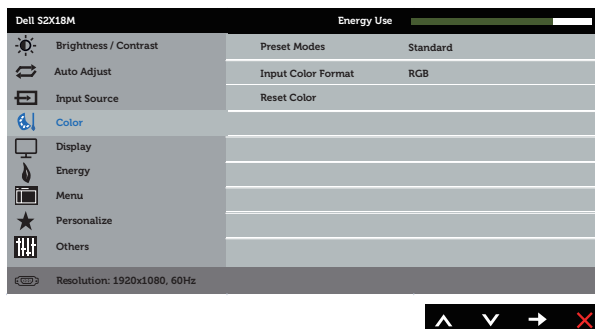 Dell S2X18M Energy Use
Brightness / Contrast Preset Modes Standard
Auto Adjust Input Color Format RGB
Input Source Reset Color
Color
Display
Energy
Menu
Personalize
Others
Resolution: 1920x1080, 60Hz